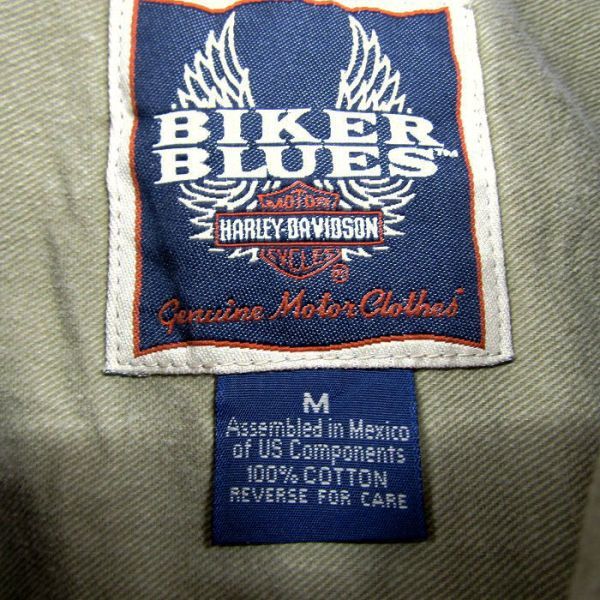 BIKER
BLUES™
MOTOR
HARLEY-DAVIDSON
CYCLES
®
Genuine MotorClothes®
M
Assembled in Mexico
of US Components
100% COTTON
REVERSE FOR CARE